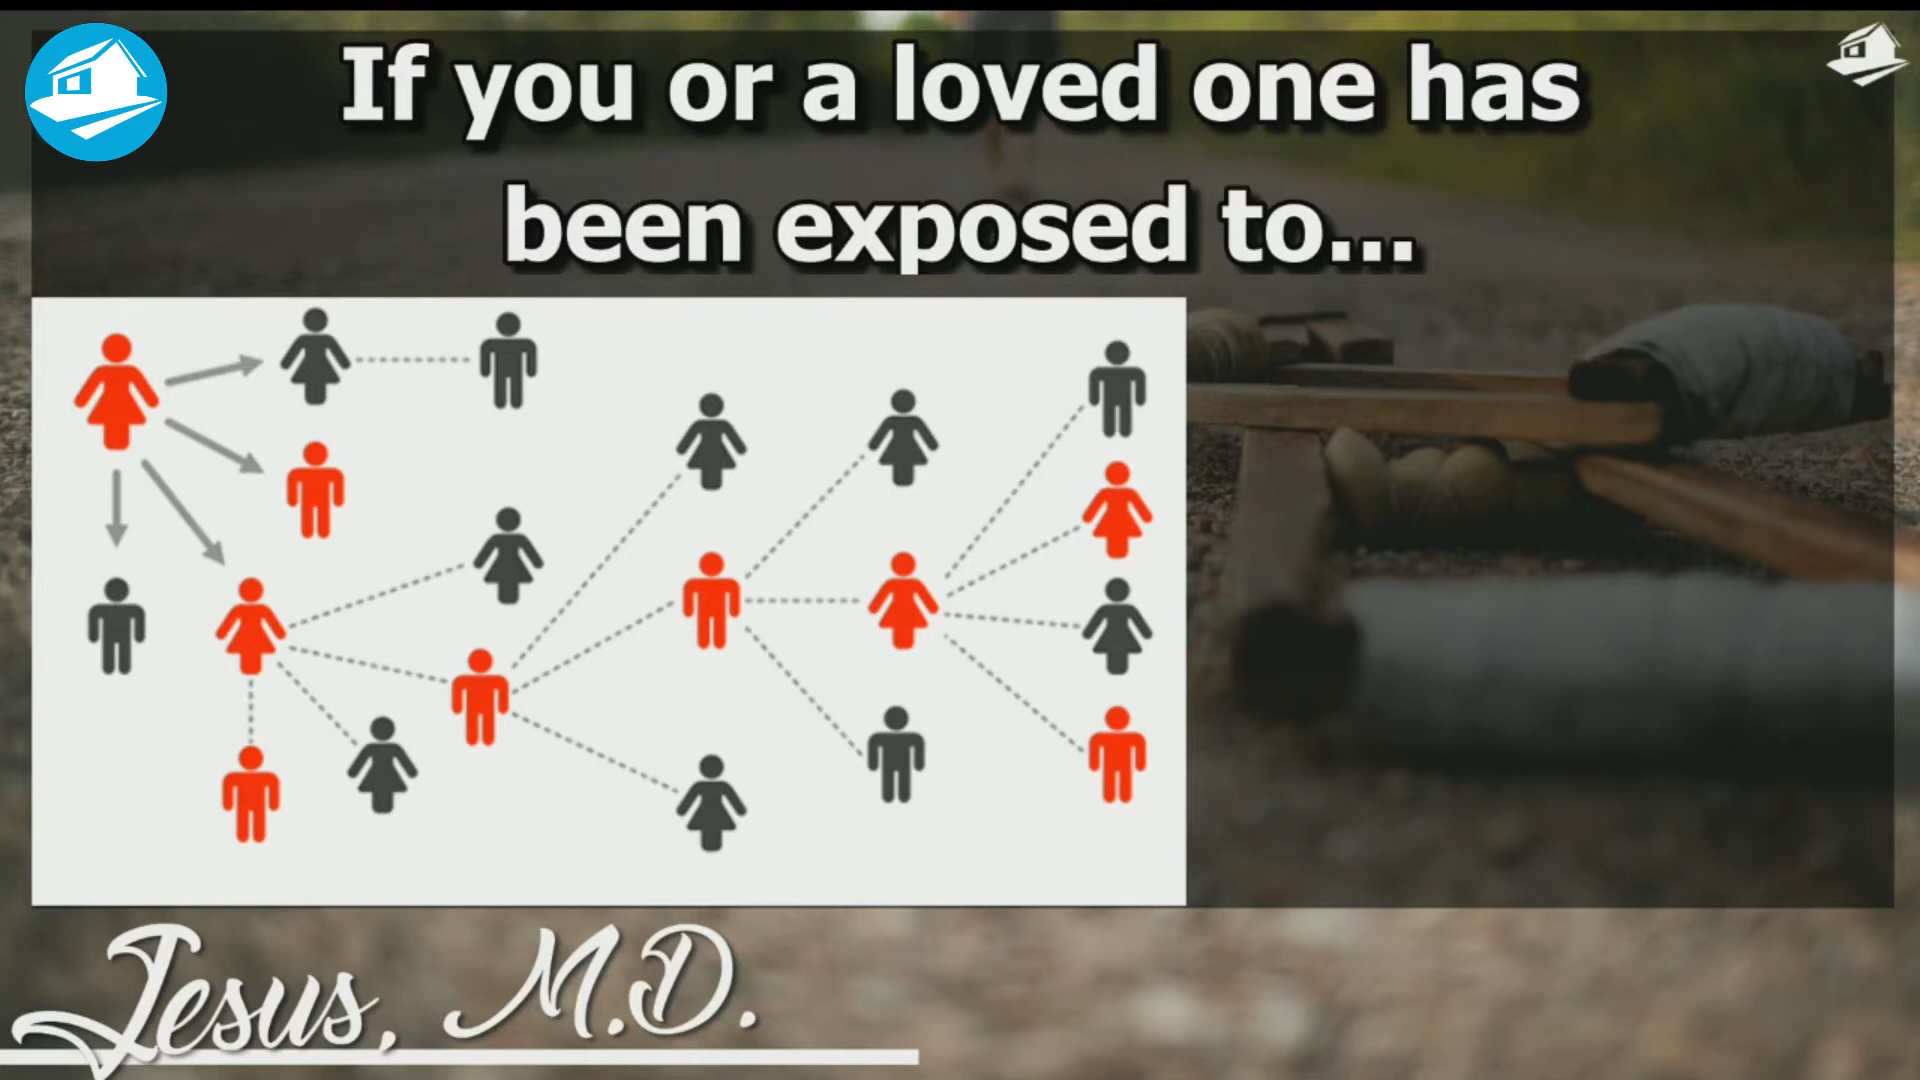 If you or a loved one has
been exposed to...
Jesus, M.D.